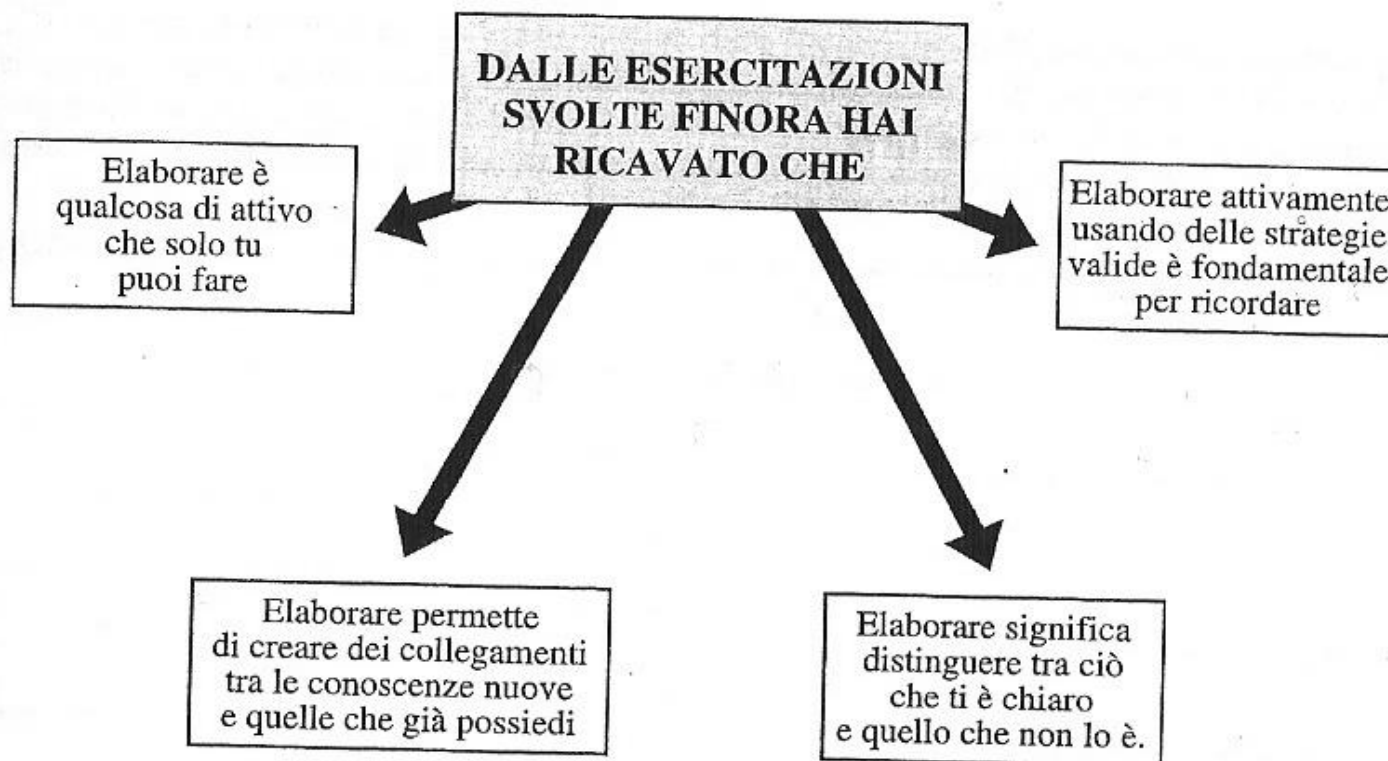 DALLE ESERCITAZIONI
SVOLTE FINORA HAI
RICAVATO CHE
Elaborare è
qualcosa di attivo
che solo tu
puoi fare
Elaborare attivamente
usando delle strategie
valide è fondamentale
per ricordare
Elaborare permette
di creare dei collegamenti
tra le conoscenze nuove
e quelle che già possiedi
Elaborare significa
distinguere tra ciò
che ti è chiaro
e quello che non lo è.